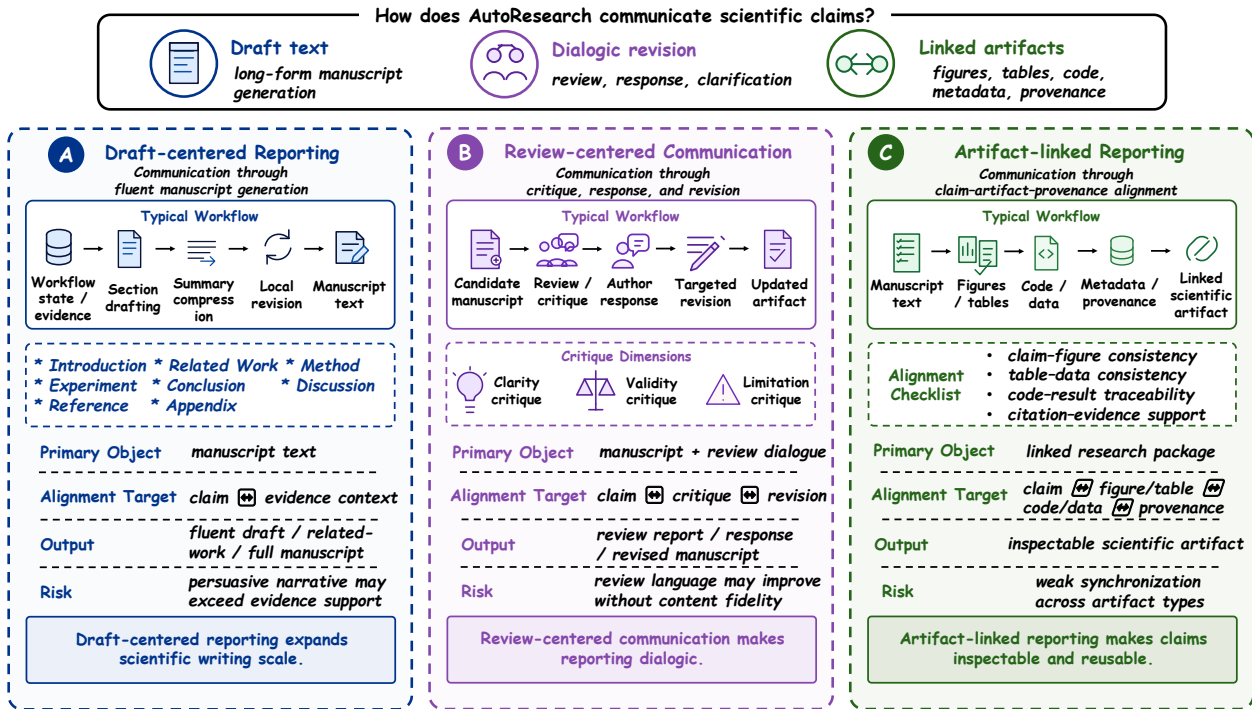 How does AutoResearch communicate scientific claims?
Draft text
long-form manuscript
generation
Dialogic revision
review, response, clarification
Linked artifacts
figures, tables, code,
metadata, provenance
A
Draft-centered Reporting
Communication through
fluent manuscript generation
Typical Workflow
Workflow
state /
evidence
Section
drafting
Summary
compress
ion
Local
revision
Manuscript
text
* Introduction * Related Work * Method
* Experiment * Conclusion * Discussion
* Reference * Appendix
Primary Object manuscript text
Alignment Target claim ↔ evidence context
Output
fluent draft / related-
work / full manuscript
Risk
persuasive narrative may
exceed evidence support
Draft-centered reporting expands
scientific writing scale.
B
Review-centered Communication
Communication through
critique, response, and revision
Typical Workflow
Candidate
manuscript
Review /
critique
Author
response
Targeted
revision
Updated
artifact
Critique Dimensions
Clarity
critique
Validity
critique
Limitation
critique
Primary Object manuscript + review dialogue
Alignment Target claim ↔ critique ↔ revision
Output
review report / response
/ revised manuscript
Risk
review language may improve
without content fidelity
Review-centered communication makes
reporting dialogic.
C
Artifact-linked Reporting
Communication through
claim-artifact-provenance alignment
Typical Workflow
Manuscript
text
Figures
/ tables
Code /
data
Metadata /
provenance
Linked
scientific
artifact
Alignment
Checklist
• claim-figure consistency
• table-data consistency
• code-result traceability
• citation-evidence support
Primary Object linked research package
Alignment Target
claim ↔ figure/table ↔
code/data ↔ provenance
Output inspectable scientific artifact
Risk
weak synchronization
across artifact types
Artifact-linked reporting makes claims
inspectable and reusable.